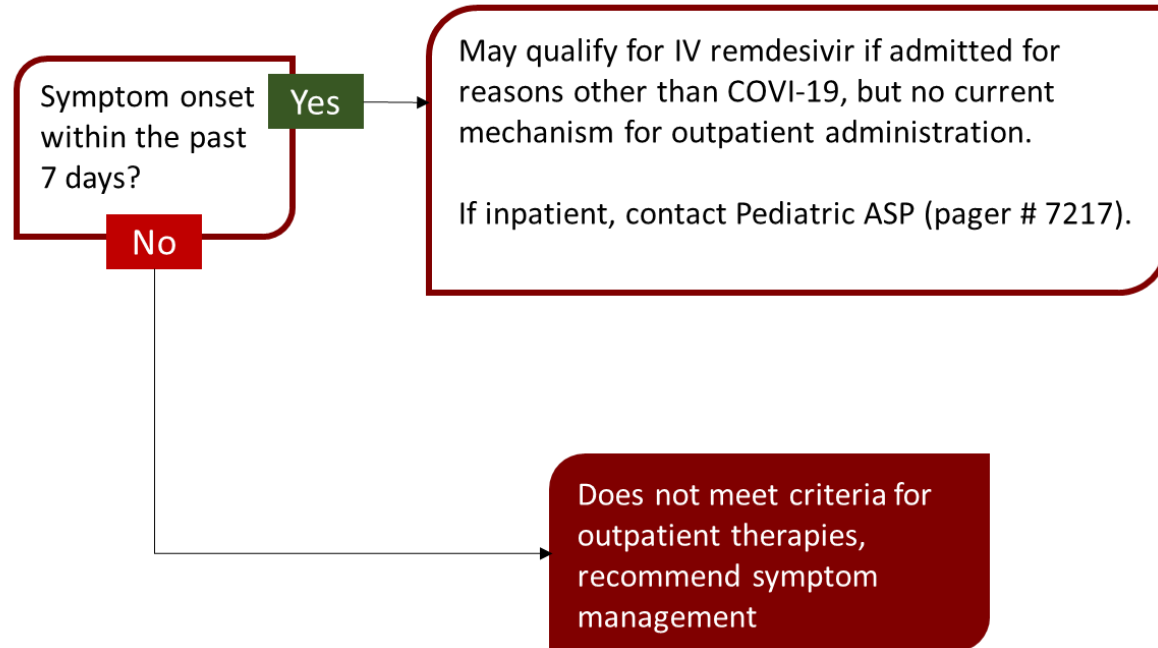 Symptom onset
within the past
7 days?
Yes
No
May qualify for IV remdesivir if admitted for
reasons other than COVI-19, but no current
mechanism for outpatient administration.
If inpatient, contact Pediatric ASP (pager # 7217).
Does not meet criteria for
outpatient therapies,
recommend symptom
management